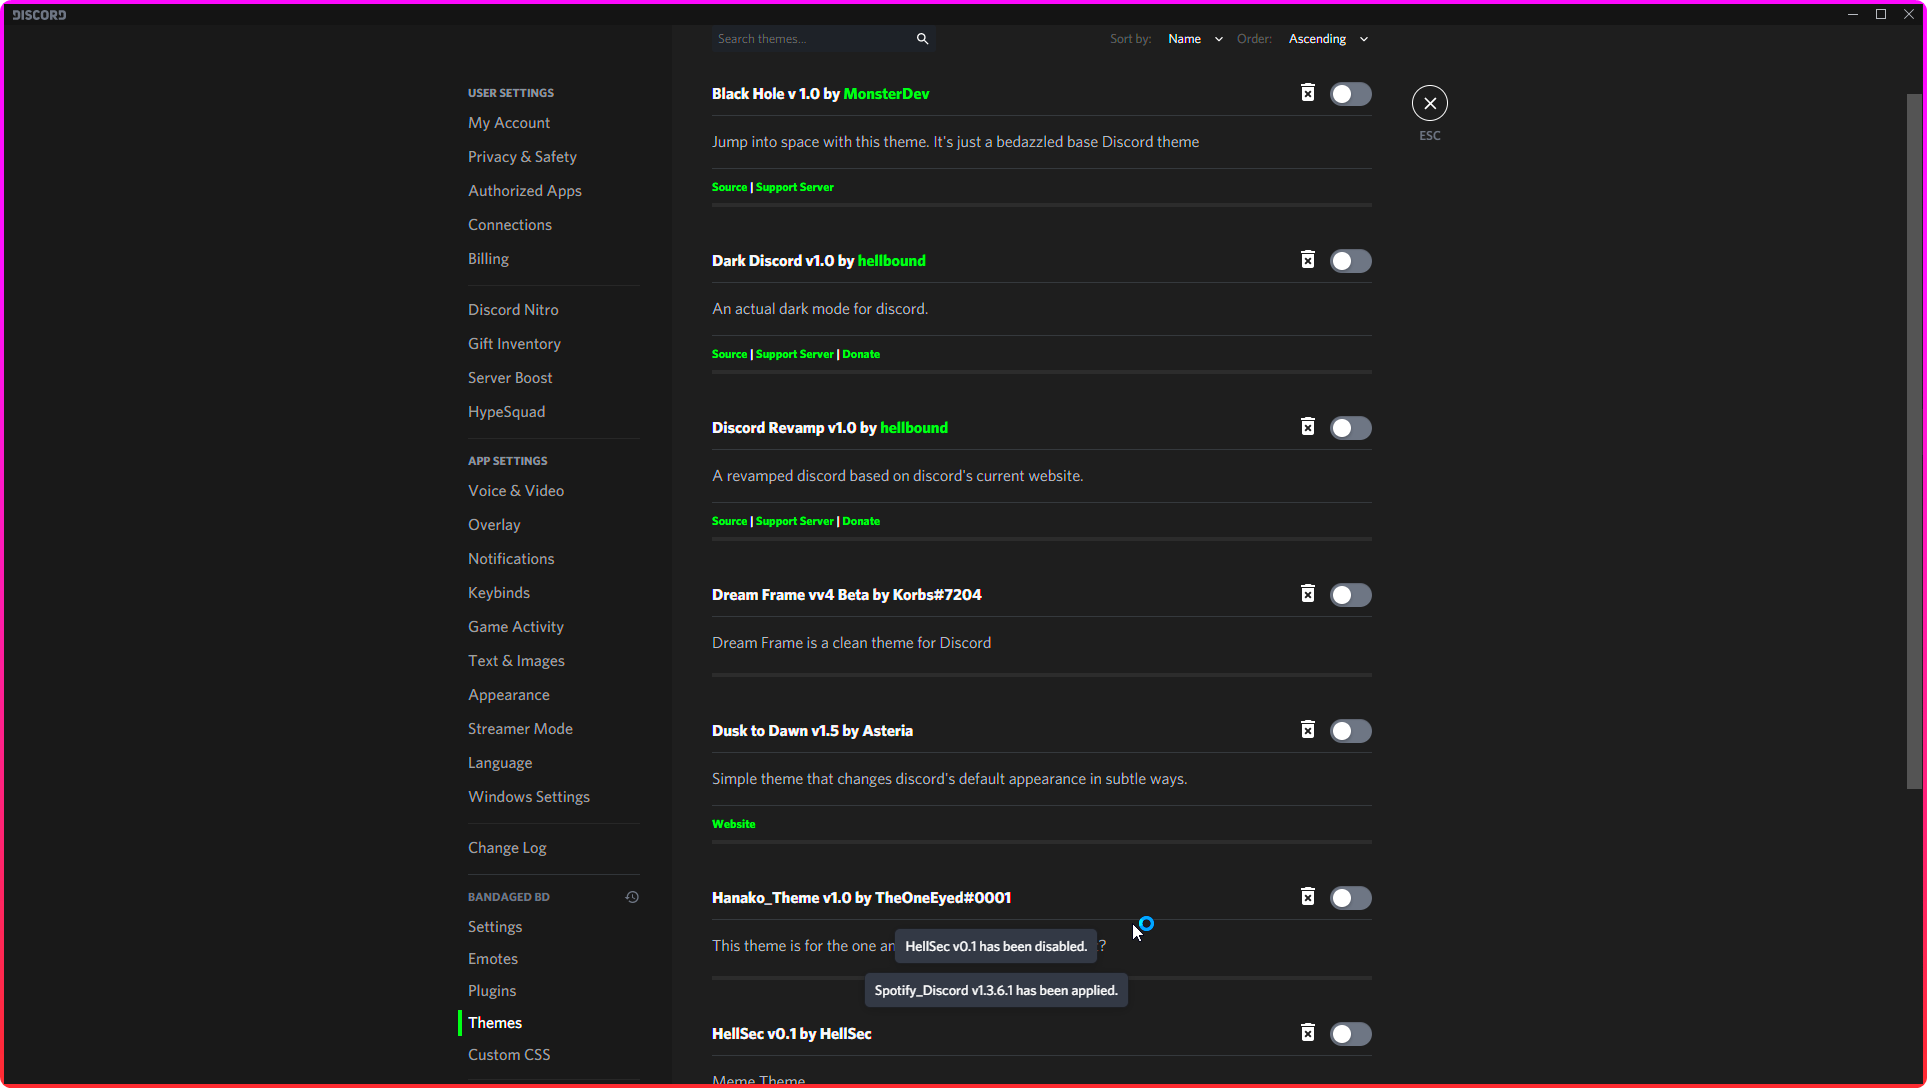 DISCORD
Search themes...
Sort by: Name Order: Ascending
USER SETTINGS
My Account
Privacy & Safety
Authorized Apps
Connections
Billing
Discord Nitro
Gift Inventory
Server Boost
HypeSquad
APP SETTINGS
Voice & Video
Overlay
Notifications
Keybinds
Game Activity
Text & Images
Appearance
Streamer Mode
Language
Windows Settings
Change Log
BANDAGED BD
Settings
Emotes
Plugins
Themes
Custom CSS
Black Hole v 1.0 by MonsterDev
Jump into space with this theme. It's just a bedazzled base Discord theme
Source | Support Server
Dark Discord v1.0 by hellbound
An actual dark mode for discord.
Source | Support Server | Donate
Discord Revamp v1.0 by hellbound
A revamped discord based on discord's current website.
Source | Support Server | Donate
Dream Frame vv4 Beta by Korbs#7204
Dream Frame is a clean theme for Discord
Dusk to Dawn v1.5 by Asteria
Simple theme that changes discord's default appearance in subtle ways.
Website
Hanako_Theme v1.0 by TheOneEyed#0001
This theme is for the one an ?
HellSec v0.1 has been disabled.
Spotify_Discord v1.3.6.1 has been applied.
HellSec v0.1 by HellSec
Meme Theme
ESC